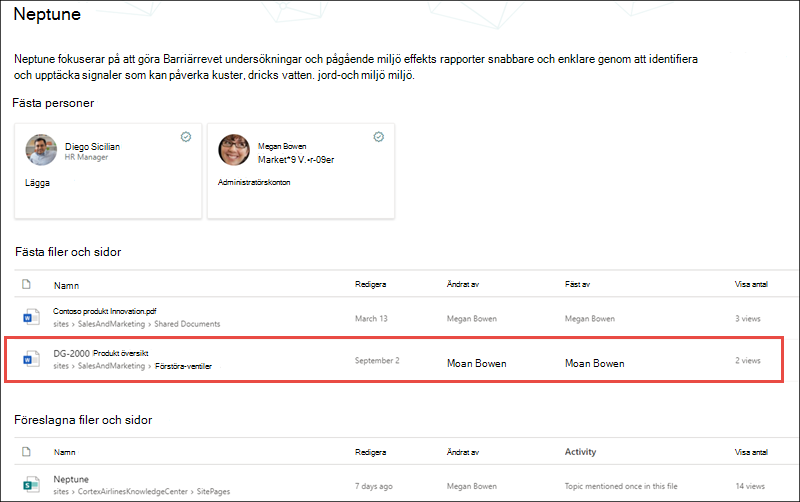 Neptune
Neptune fokuserar på att göra Barriärrevet undersökningar och pågående miljö effekts rapporter snabbare och enklare genom att identifiera
och upptäcka signaler som kan påverka kuster, dricks vatten. jord-och miljö miljö.
Fästa personer
Diego Sicilian
HR Manager
Lägga
Megan Bowen
Market*9 V.•r-09er
Administratörskonton
Fästa filer och sidor
Namn Redigera Ändrat av Fäst av Visa antal
Contoso produkt Innovation.pdf
sites › SalesAndMarketing › Shared Documents
March 13 Megan Bowen Megan Bowen 3 views
DG-2000 Produkt översikt
sites › SalesAndMarketing › Förstöra-ventiler
September 2 Moan Bowen Moan Bowen 2 views
Föreslagna filer och sidor
Namn Redigera Ändrat av Activity Visa antal
Neptune
sites › CortexAirlinesKnowledgeCenter › SitePages
7 days ago Megan Bowen Topic mentioned once in this file 14 views